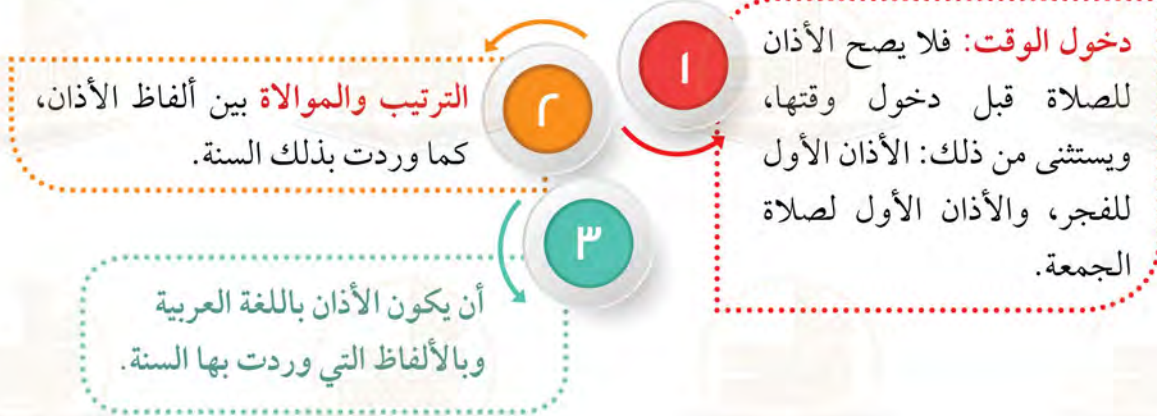 ١
دخول الوقت: فلا يصح الأذان
للصلاة قبل دخول وقتها،
ويستثنى من ذلك: الأذان الأول
للفجر، والأذان الأول لصلاة
الجمعة.
٢
الترتيب والموالاة بين ألفاظ الأذان،
كما وردت بذلك السنة.
٣
أن يكون الأذان باللغة العربية
وبالألفاظ التي وردت بها السنة.